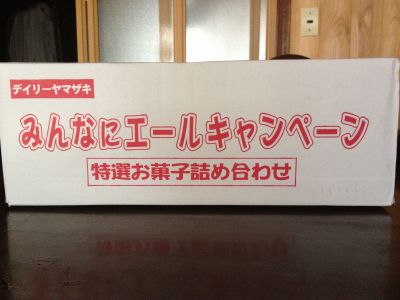 デイリーヤマザキ
みんなにエールキャンペーン
特選お菓子詰め合わせ